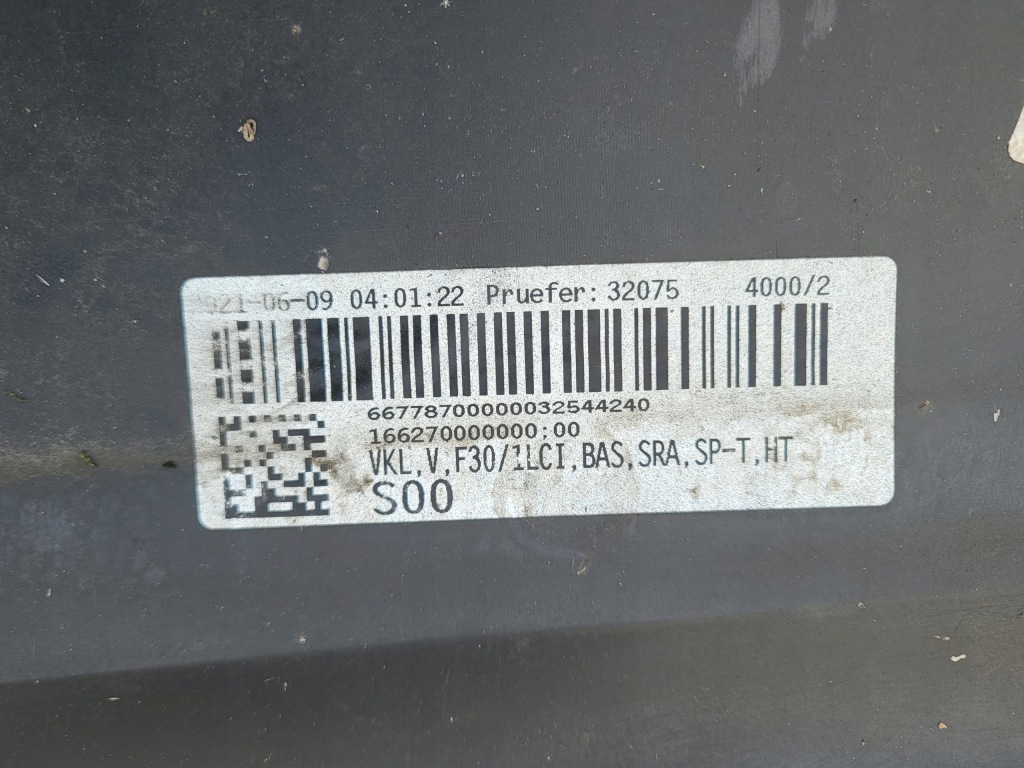 21-06-09 04:01:22 Pruefer: 32075 4000/2
66778700000032544240
166270000000;00
VKL,V,F30/1LCI,BAS,SRA,SP-T,HT
S00